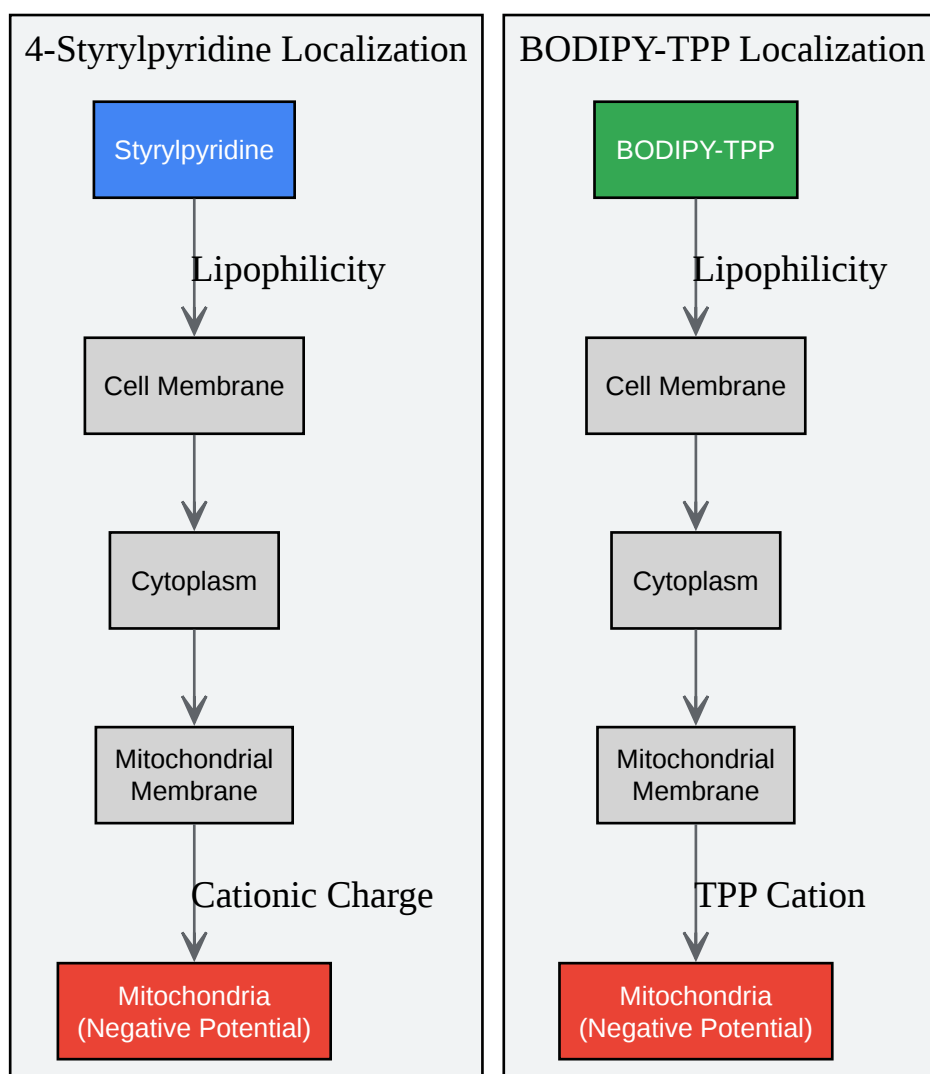 4-Styrylpyridine Localization
Styrylpyridine
Lipophilicity
Cell Membrane
Cytoplasm
Mitochondrial
Membrane
Cationic Charge
Mitochondria
(Negative Potential)
BODIPY-TPP Localization
BODIPY-TPP
Lipophilicity
Cell Membrane
Cytoplasm
Mitochondrial
Membrane
TPP Cation
Mitochondria
(Negative Potential)